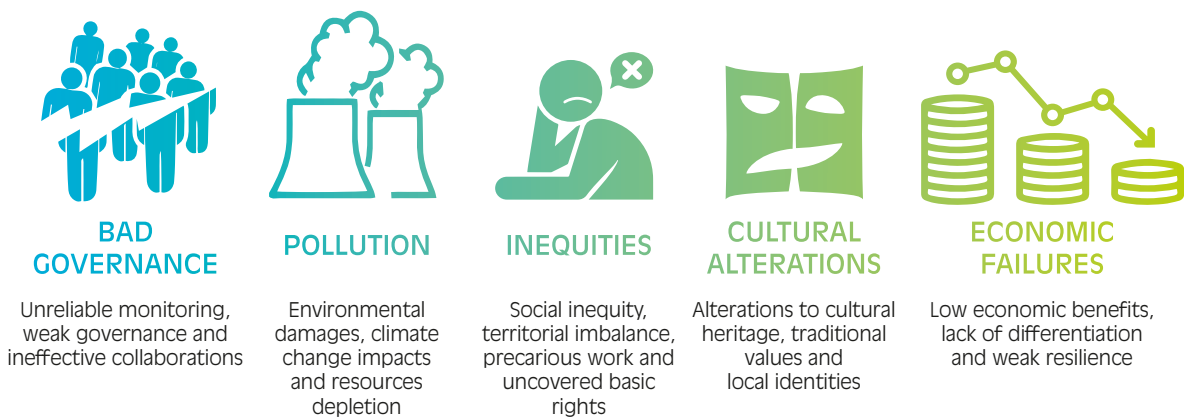 BAD
GOVERNANCE
Unreliable monitoring,
weak governance and
ineffective collaborations
POLLUTION
Environmental
damages, climate
change impacts
and resources
depletion
INEQUITIES
Social inequity,
territorial imbalance,
precarious work and
uncovered basic
rights
CULTURAL
ALTERATIONS
Alterations to cultural
heritage, traditional
values and
local identities
ECONOMIC
FAILURES
Low economic benefits,
lack of differentiation
and weak resilience